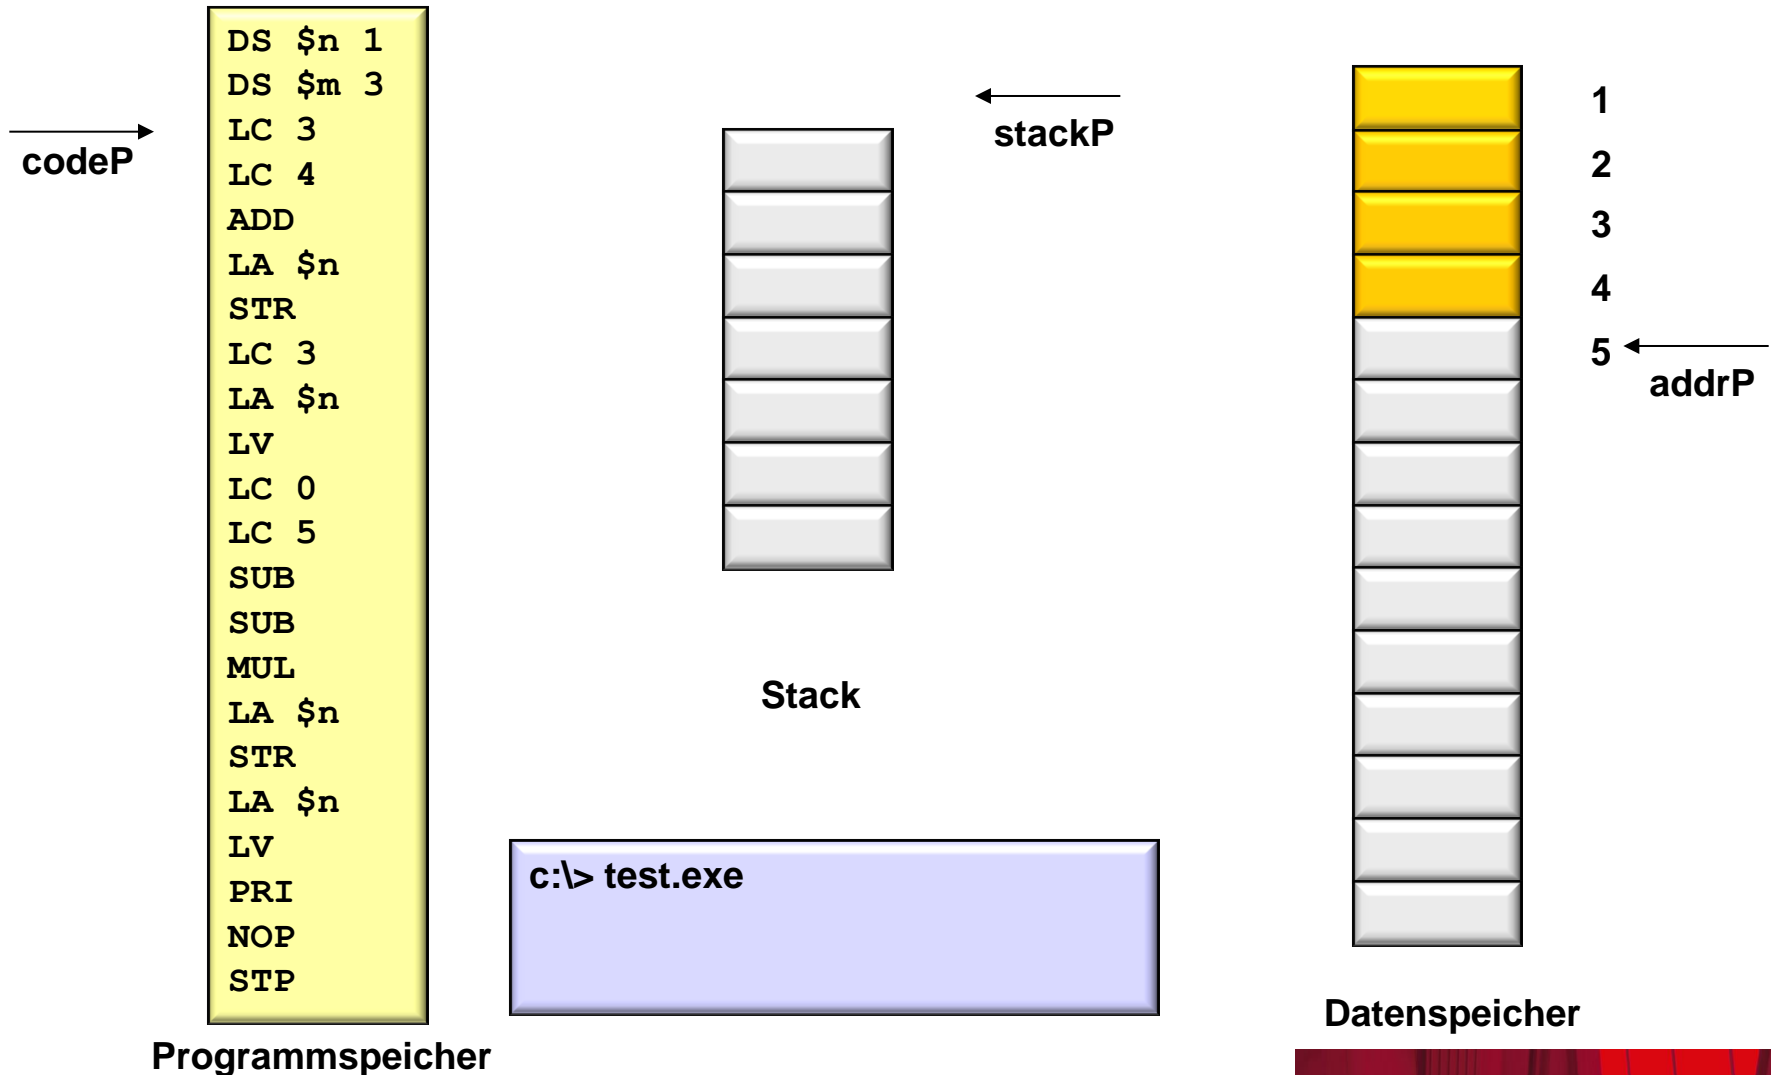 DS $n 1
DS $m 3
LC 3
LC 4
ADD
LA $n
STR
LC 3
LA $n
LV
LC 0
LC 5
SUB
SUB
MUL
LA $n
STR
LA $n
LV
PRI
NOP
STP
codeP
Programmspeicher
stackP
Stack
c:\> test.exe
1
2
3
4
5
addrP
Datenspeicher